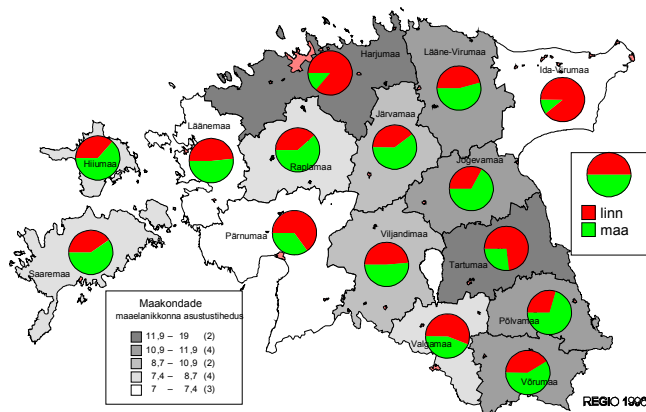 Harjumaa
Lääne-Virumaa
Ida-Virumaa
Läänemaa
Järvamaa
Hiiumaa
Raplamaa
Jõgevamaa
linn
maa
Pärnumaa
Viljandimaa
Tartumaa
Saaremaa
Maakondade
maaelanikkonna asustustihedus
11,9 – 19 (2)
10,9 – 11,9 (4)
8,7 – 10,9 (2)
7,4 – 8,7 (4)
7 – 7,4 (3)
Põlvamaa
Valgamaa
Võrumaa
REGIO 1996